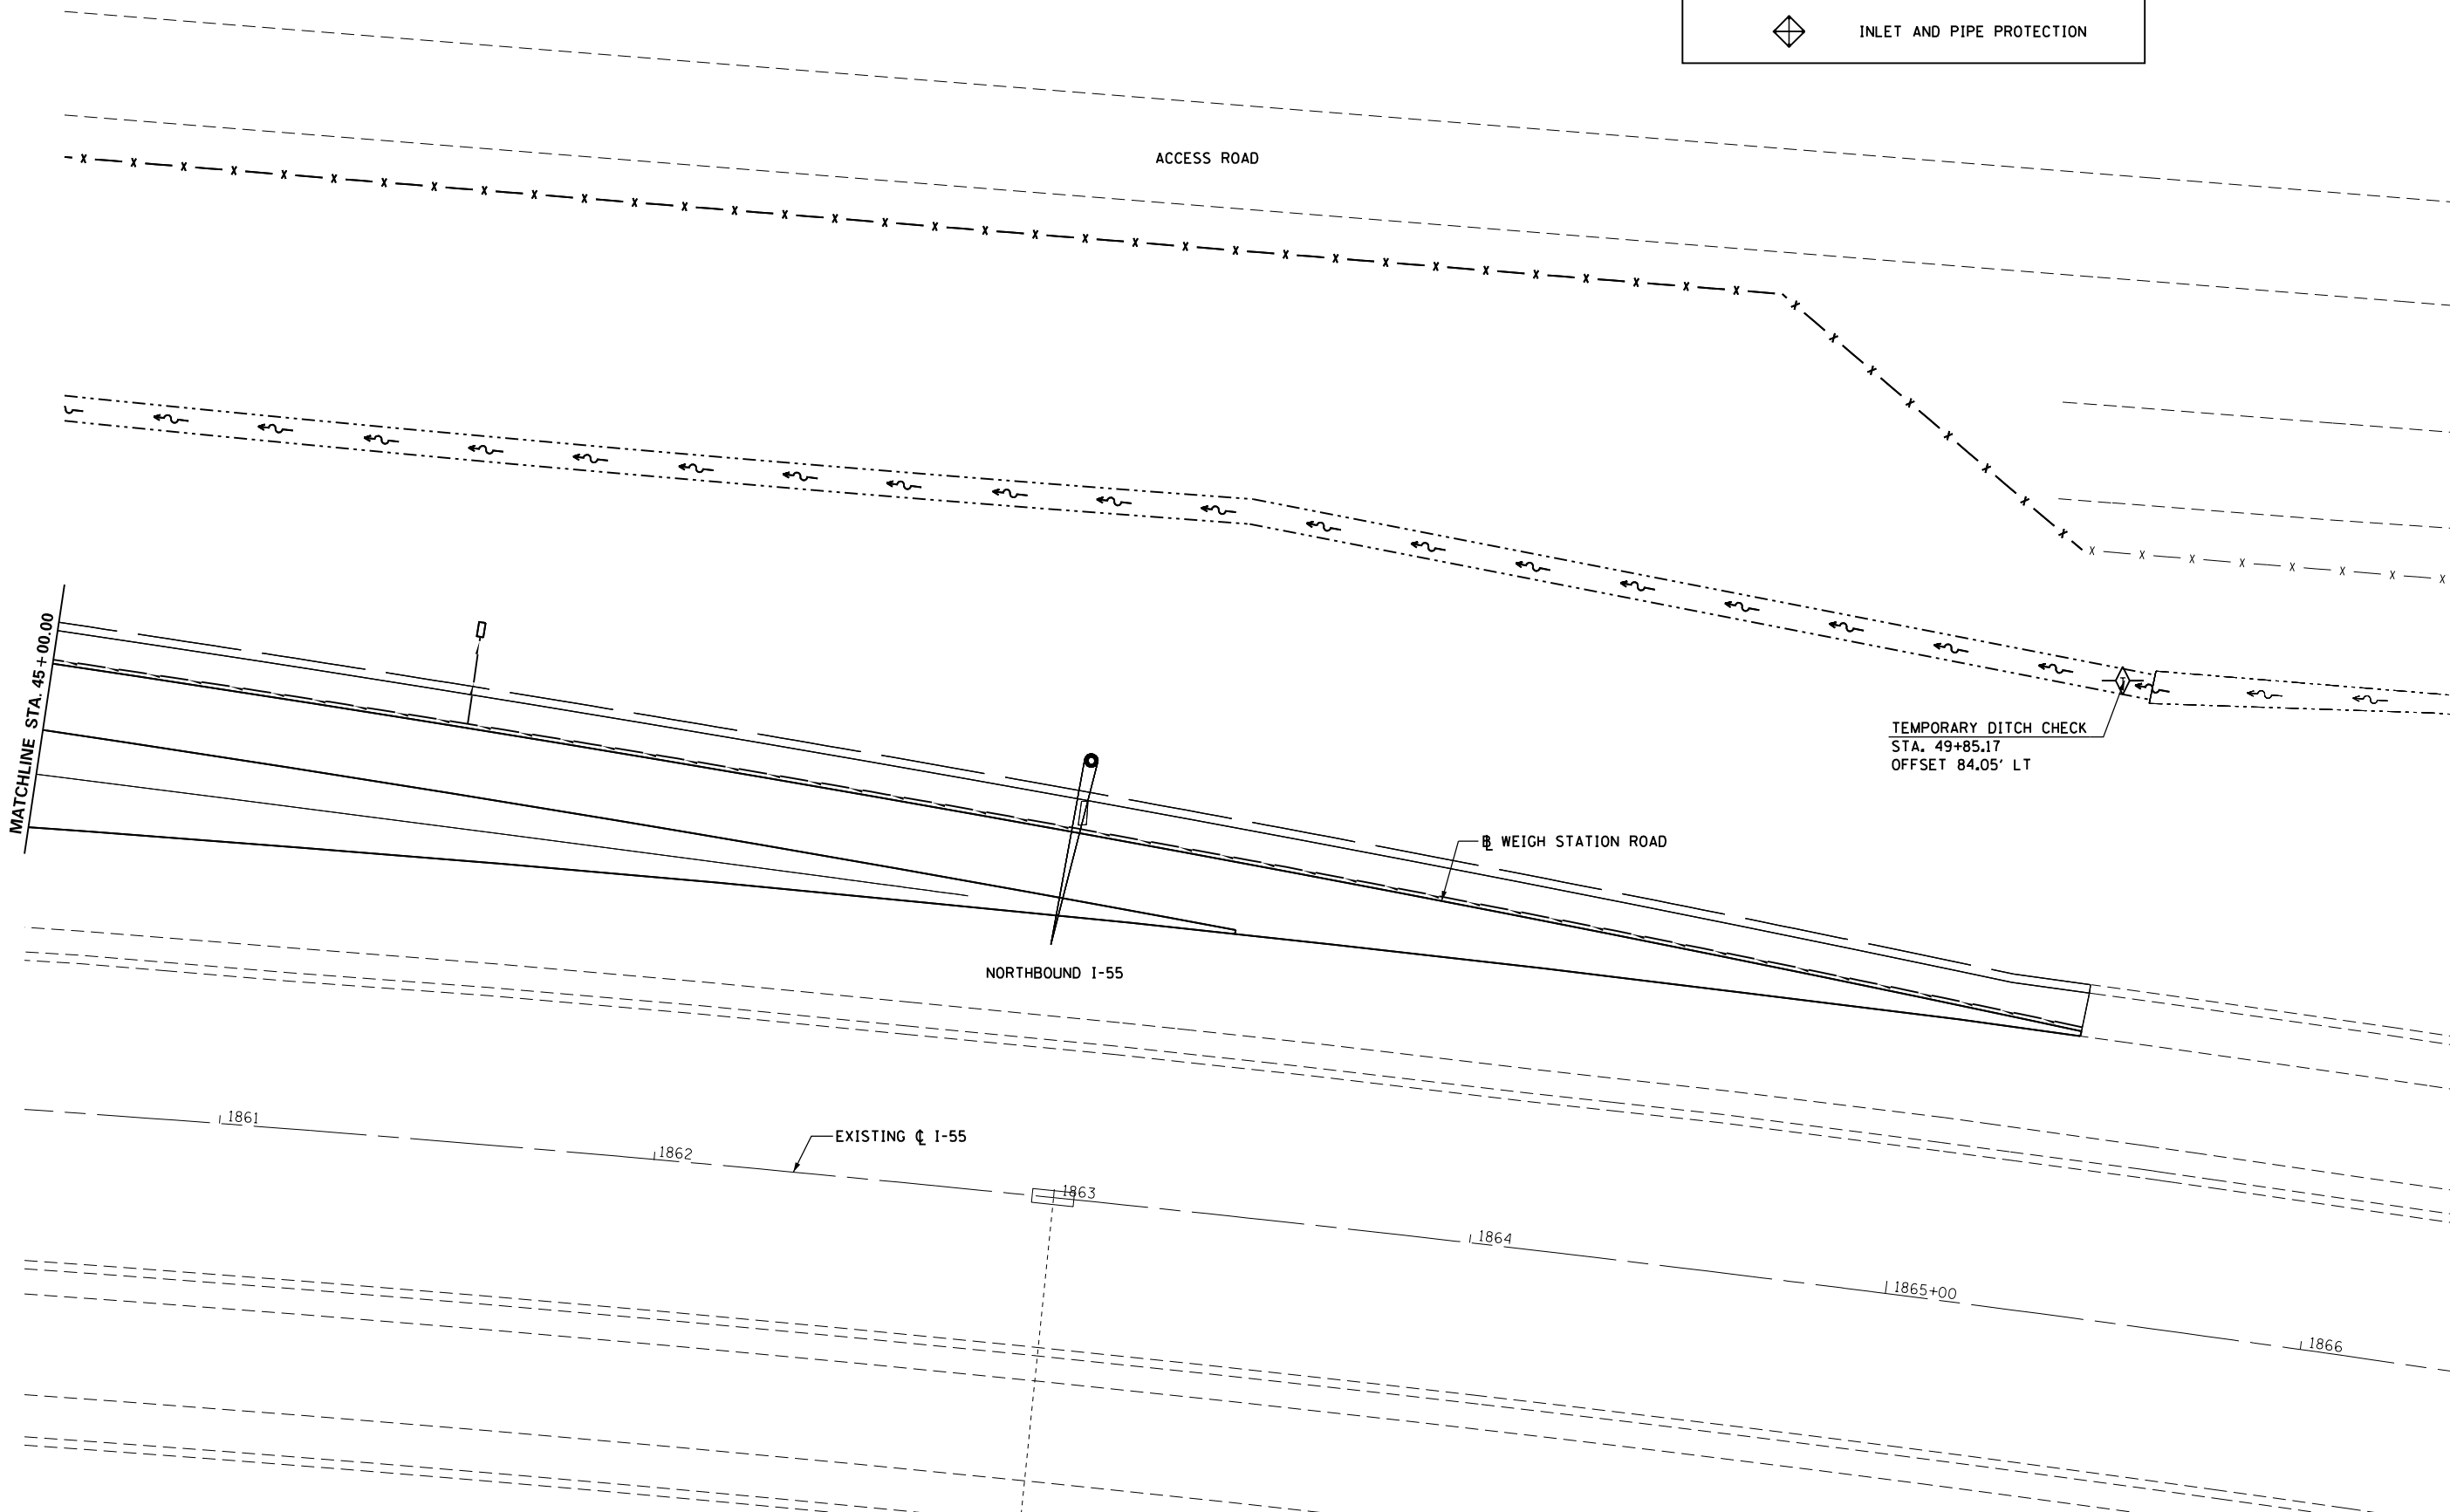 INLET AND PIPE PROTECTION
ACCESS ROAD
MATCHLINE STA. 45+00.00
TEMPORARY DITCH CHECK
STA. 49+85.17
OFFSET 84.05' LT
℄ WEIGH STATION ROAD
NORTHBOUND I-55
1861
1862
EXISTING ℄ I-55
1863
1864
1865+00
1866